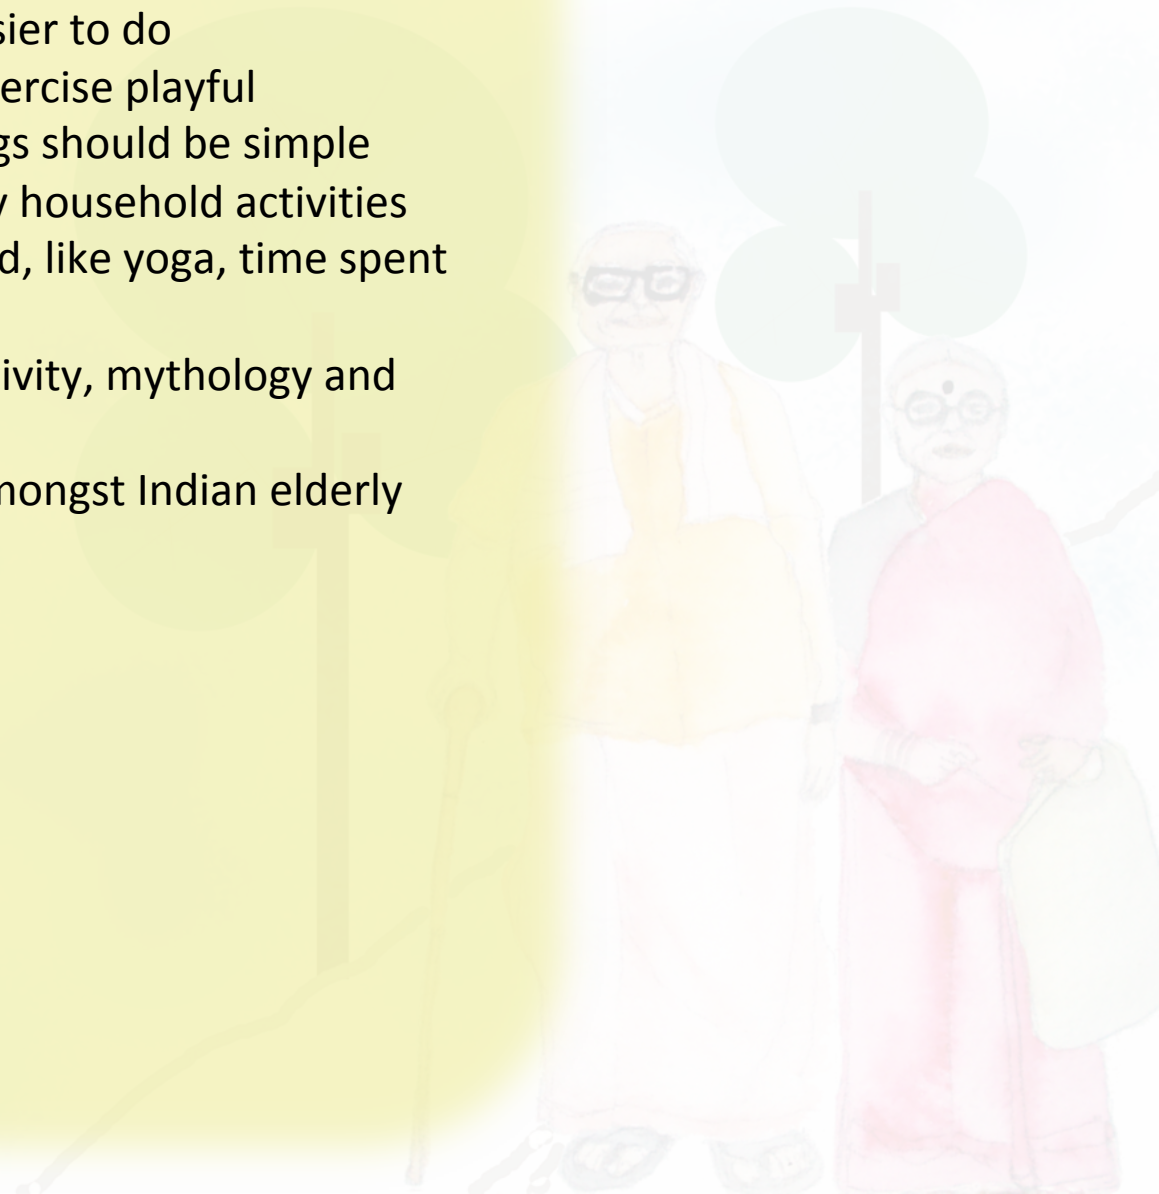 sier to do
ercise playful
gs should be simple
y household activities
d, like yoga, time spent
ivity, mythology and
mongst Indian elderly